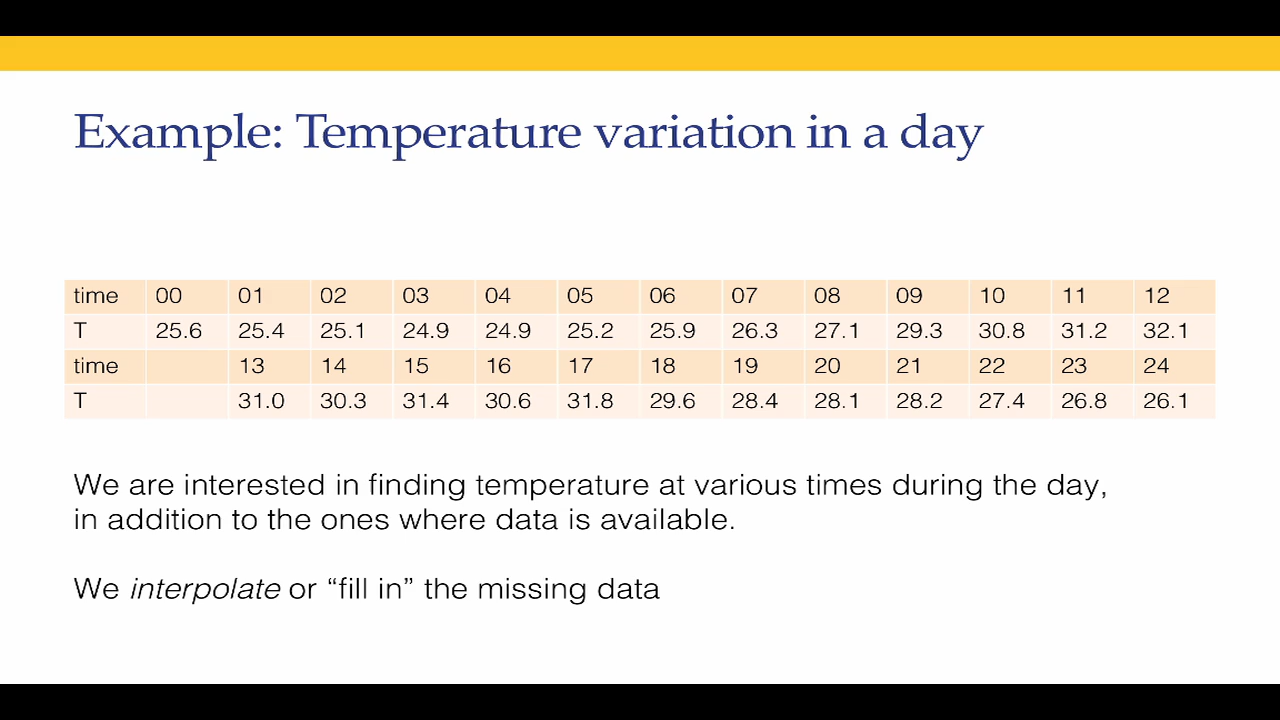 Example: Temperature variation in a day
time 00 01 02 03 04 05 06 07 08 09 10 11 12
T 25.6 25.4 25.1 24.9 24.9 25.2 25.9 26.3 27.1 29.3 30.8 31.2 32.1
time 13 14 15 16 17 18 19 20 21 22 23 24
T 31.0 30.3 31.4 30.6 31.8 29.6 28.4 28.1 28.2 27.4 26.8 26.1
We are interested in finding temperature at various times during the day,
in addition to the ones where data is available.
We interpolate or “fill in” the missing data